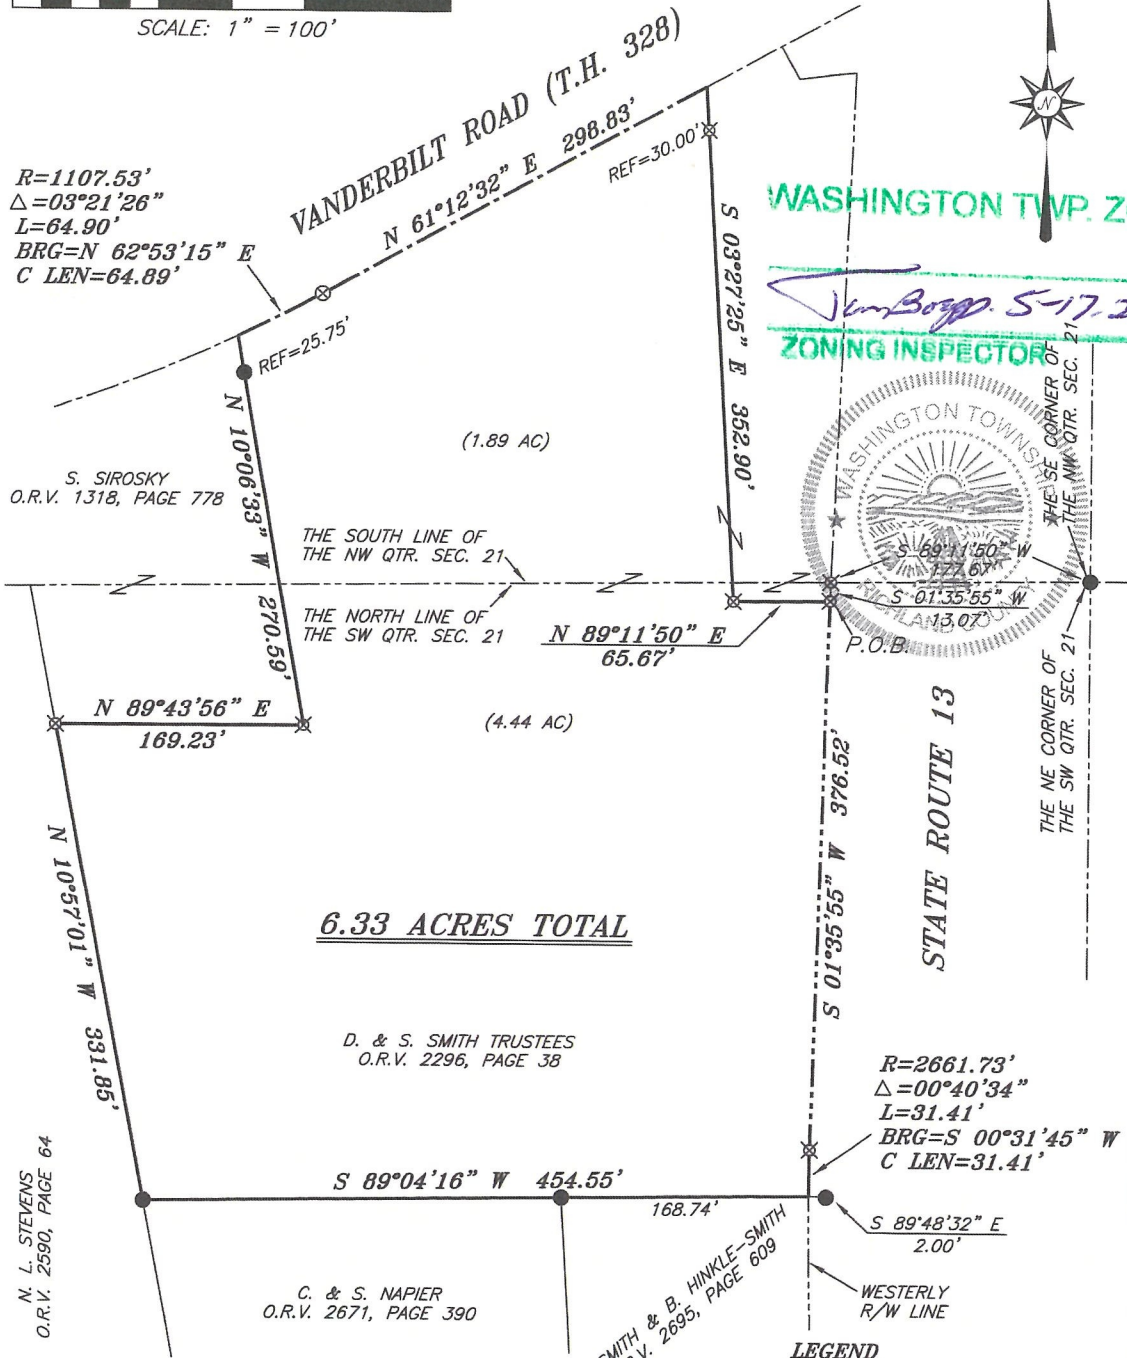 SCALE: 1" = 100'
VANDERBILT ROAD (T.H. 328)
N 61°12'32" E 298.83'
REF=30.00'
R=1107.53'
△=03°21'26"
L=64.90'
BRG=N 62°53'15" E
C LEN=64.89'
REF=25.75'
N
WASHINGTON TWP.
5-17-2
ZONING INSPECTOR
S 03°27'25" E 352.90'
WASHINGTON TOWNSHIP
RICHLAND COUNTY
THE SE CORNER OF
THE NW QTR. SEC. 21
N 10°06'33" W 270.59'
(1.89 AC)
S. SIROSKY
O.R.V. 1318, PAGE 778
THE SOUTH LINE OF
THE NW QTR. SEC. 21
THE NORTH LINE OF
THE SW QTR. SEC. 21
S 89°11'50" W
177.67'
S 01°35'55" W
13.07'
P.O.B.
N 89°11'50" E
65.67'
THE NE CORNER OF
THE SW QTR. SEC. 21
N 89°43'56" E
169.23'
(4.44 AC)
S 01°35'55" W 376.52'
STATE ROUTE 13
N 10°57'01" W 331.85'
6.33 ACRES TOTAL
D. & S. SMITH TRUSTEES
O.R.V. 2296, PAGE 38
R=2661.73'
△=00°40'34"
L=31.41'
BRG=S 00°31'45" W
C LEN=31.41'
S 89°04'16" W 454.55'
168.74'
S 89°48'32" E
2.00'
N. L. STEVENS
O.R.V. 2590, PAGE 64
C. & S. NAPIER
O.R.V. 2671, PAGE 390
SMITH & B. HINKLE-SMITH
.V. 2695, PAGE 609
WESTERLY
R/W LINE
LEGEND